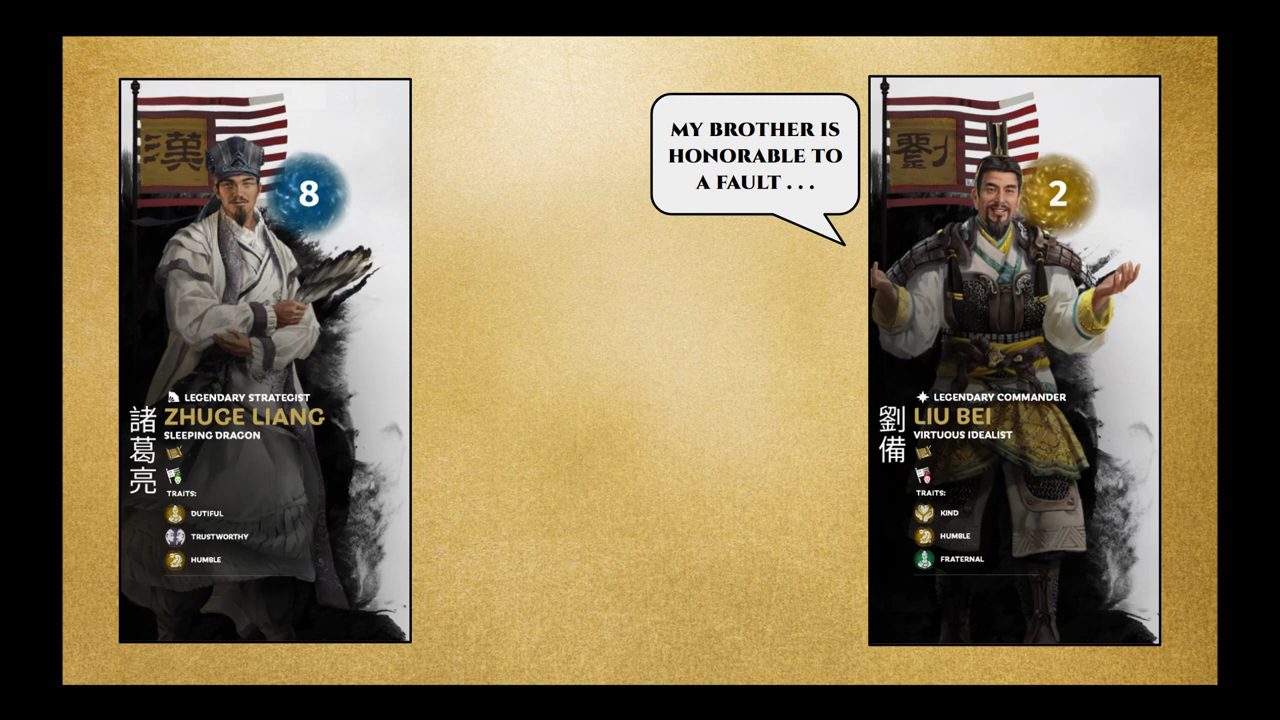 漢
8
LEGENDARY STRATEGIST
諸葛亮
ZHUGE LIANG
SLEEPING DRAGON
TRAITS:
DUTIFUL
TRUSTWORTHY
HUMBLE
MY BROTHER IS
HONORABLE TO
A FAULT . . .
劉
2
LEGENDARY COMMANDER
劉備
LIU BEI
VIRTUOUS IDEALIST
TRAITS:
KIND
HUMBLE
FRATERNAL